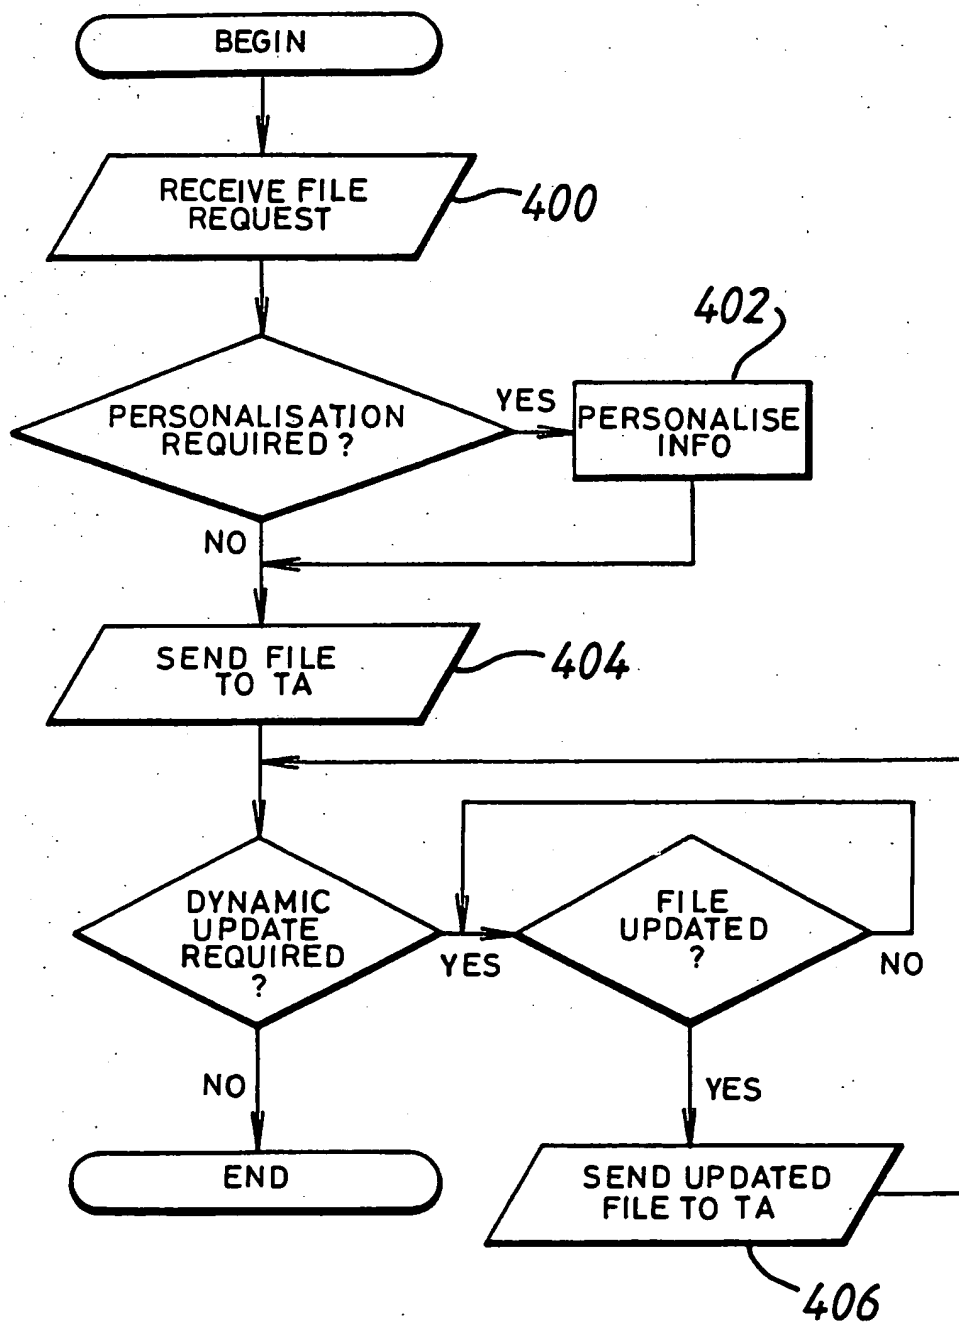 BEGIN
RECEIVE FILE
REQUEST
400
402
PERSONALISATION
REQUIRED ?
YES
PERSONALISE
INFO
NO
SEND FILE
TO TA
404
DYNAMIC
UPDATE
REQUIRED
?
YES
FILE
UPDATED
?
NO
NO
YES
END
SEND UPDATED
FILE TO TA
406